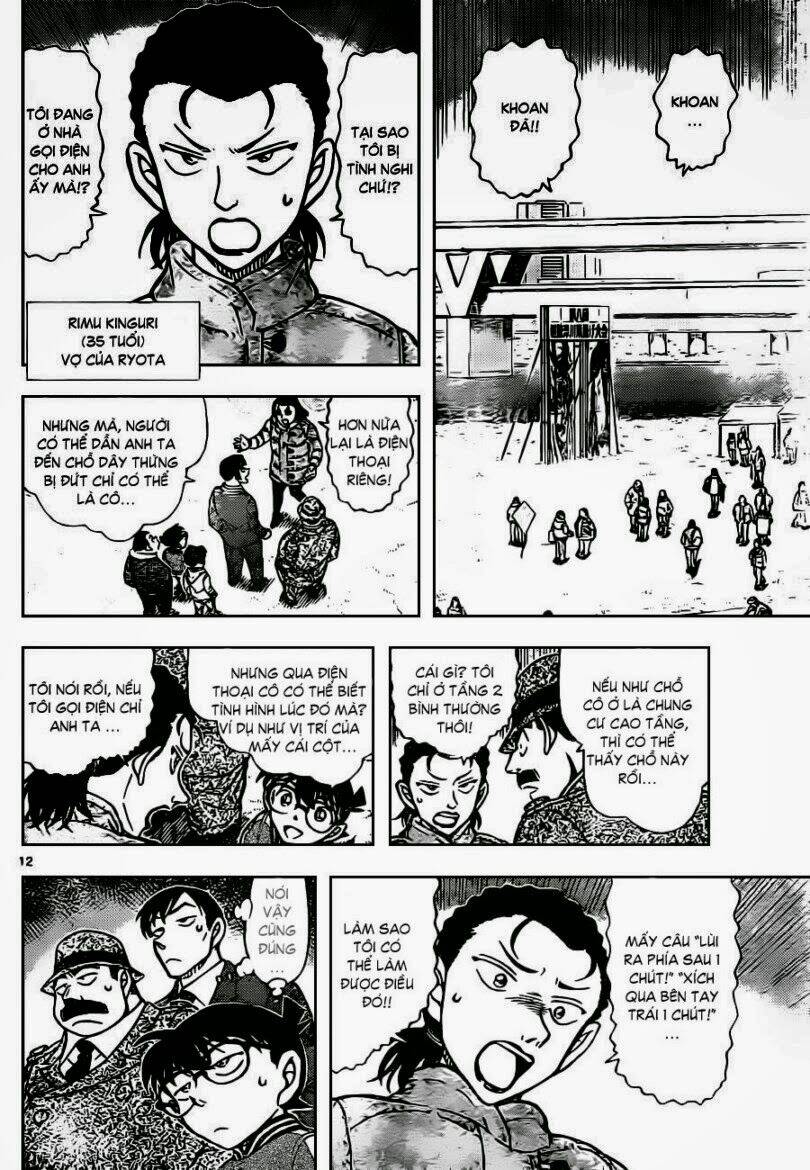 KHOAN
...
KHOAN
ĐÃ!!
TẠI SAO
TÔI BỊ
TÌNH NGHI
CHỨ!?
TÔI ĐANG
Ở NHÀ
GỌI ĐIỆN
CHO ANH
ẤY MÀ!?
RIMU KINGURI
(35 TUỔI)
VỢ CỦA RYOTA
HƠN NỮA
LẠI LÀ ĐIỆN
THOẠI
RIÊNG!
NHƯNG MÀ, NGƯỜI
CÓ THỂ DẪN ANH TA
ĐẾN CHỖ DÂY THỪNG
BỊ ĐỨT CHỈ CÓ THỂ
LÀ CÔ...
NẾU NHƯ CHỖ
CÔ Ở LÀ CHUNG
CƯ CAO TẦNG,
THÌ CÓ THỂ
THẤY CHỖ NÀY
RỒI...
CÁI GÌ? TÔI
CHỈ Ở TẦNG 2
BÌNH THƯỜNG
THÔI!
NHƯNG QUA ĐIỆN
THOẠI CÔ CÓ THỂ BIẾT
TÌNH HÌNH LÚC ĐÓ MÀ?
VÍ DỤ NHƯ VỊ TRÍ CỦA
MẤY CÁI CỘT...
TÔI NÓI RỒI, NẾU
TÔI GỌI ĐIỆN CHỈ
ANH TA ...
12
MẤY CÂU "LÙI
RA PHÍA SAU 1
CHÚT!" "XÍCH
QUA BÊN TAY
TRÁI 1 CHÚT!"
...
LÀM SAO
TÔI CÓ
THỂ LÀM
ĐƯỢC ĐIỀU
ĐÓ!!
NÓI
VẬY
CŨNG
ĐÚNG
...